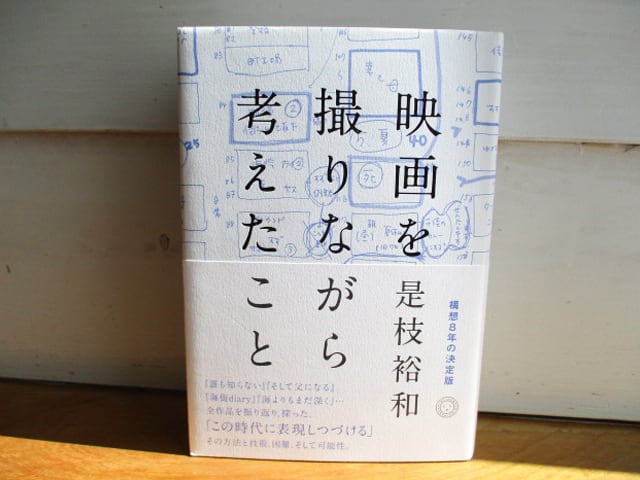 映画を
撮りながら
考えたこと
是枝裕和
構想8年の決定版
『誰も知らない』『そして父になる』
『海街diary』『海よりもまだ深く』…
全作品を振り返り、探った、
「この時代に表現しつづける」
その方法と技術、困難、そして可能性。